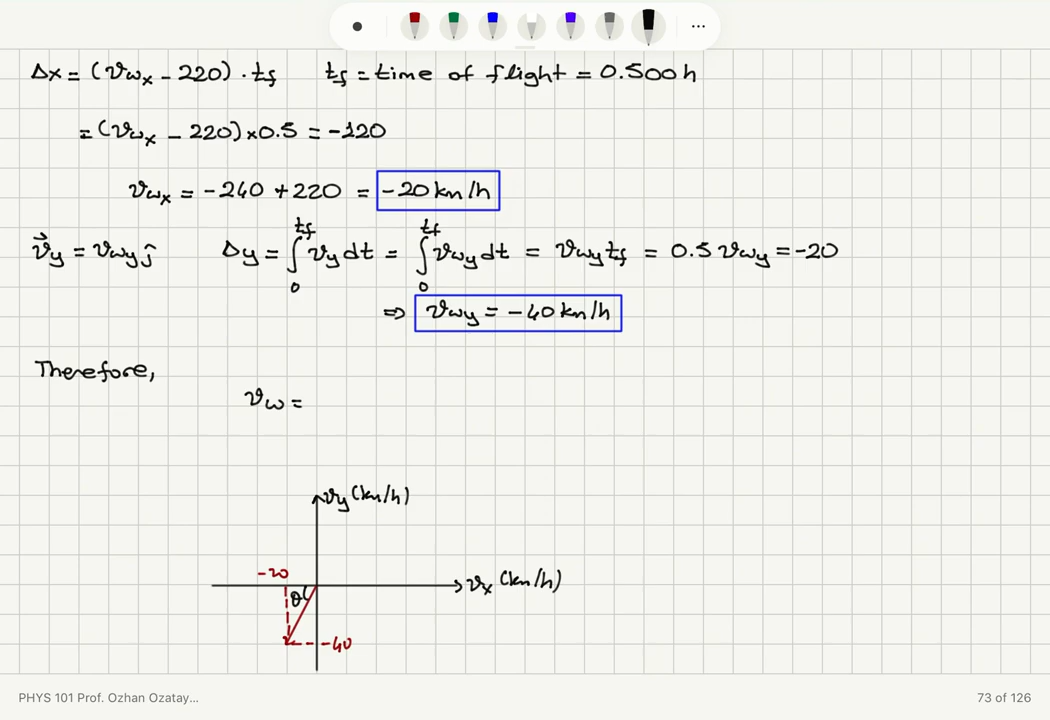 Δx = (v_wx - 220) · t_f   t_f = time of flight = 0.500 h
= (v_wx - 220) x 0.5 = -120
v_wx = -240 + 220 = -20 km/h
v⃗_y = v_wy ĵ   Δy = ∫₀^{t_f} v_y dt = ∫₀^{t_f} v_wy dt = v_wy t_f = 0.5 v_wy = -20
⇒ v_wy = -40 km/h
Therefore,
v_w =
v_y (km/h)
-20
v_x (km/h)
θ
-40
PHYS 101 Prof. Ozhan Ozatay...
73 of 126